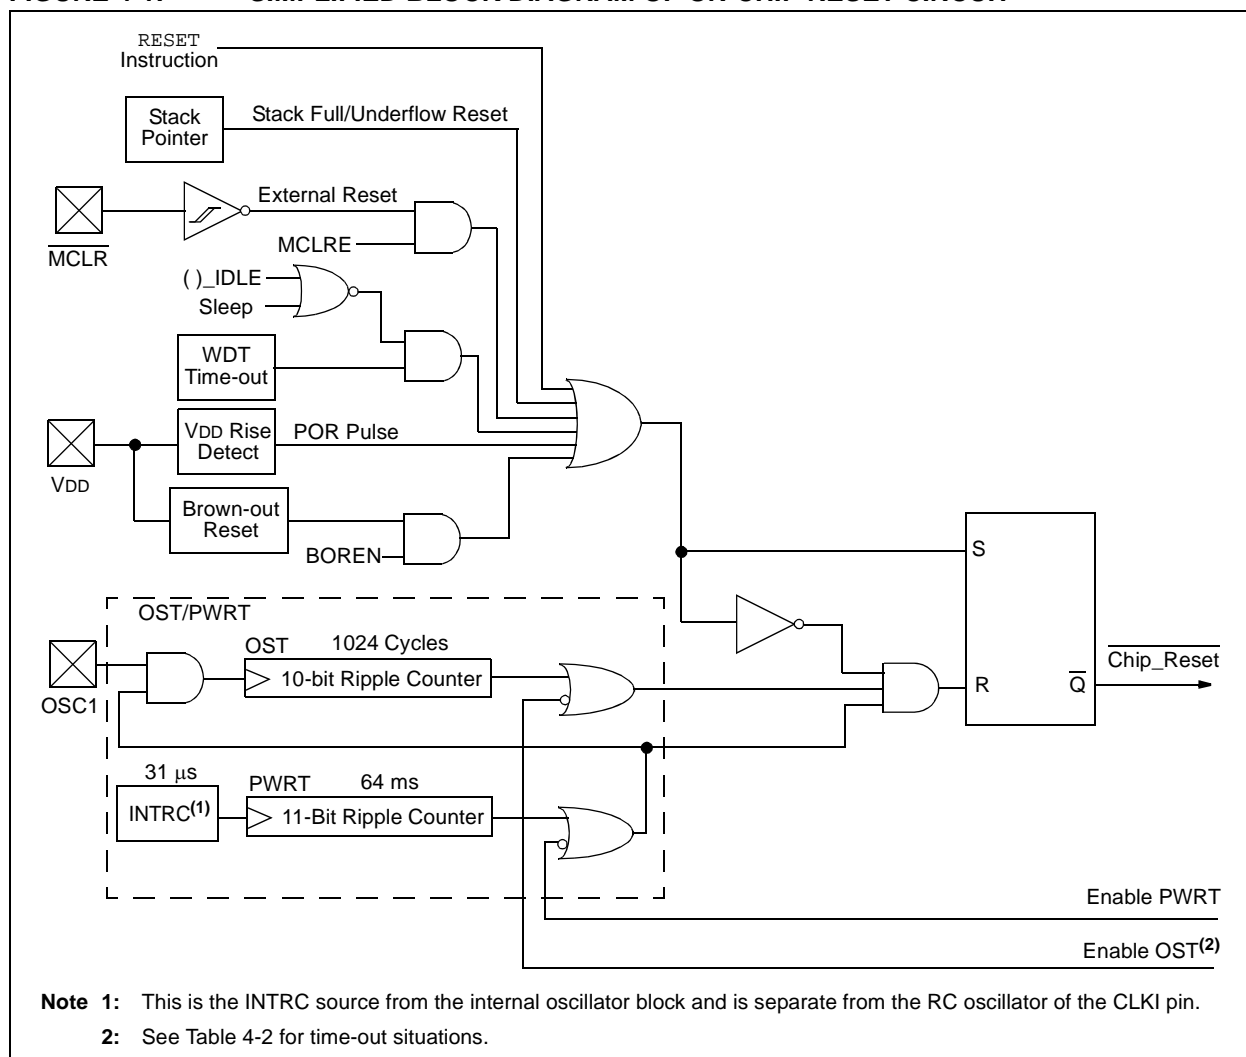 RESET
Instruction
Stack
Pointer
Stack Full/Underflow Reset
External Reset
MCLR
MCLRE
( )_IDLE
Sleep
WDT
Time-out
VDD Rise
Detect
POR Pulse
VDD
Brown-out
Reset
BOREN
S
OST/PWRT
OST
1024 Cycles
10-bit Ripple Counter
OSC1
R
Q
Chip_Reset
31 µs
INTRC(1)
PWRT
64 ms
11-Bit Ripple Counter
Enable PWRT
Enable OST(2)
Note 1: This is the INTRC source from the internal oscillator block and is separate from the RC oscillator of the CLKI pin.
2: See Table 4-2 for time-out situations.